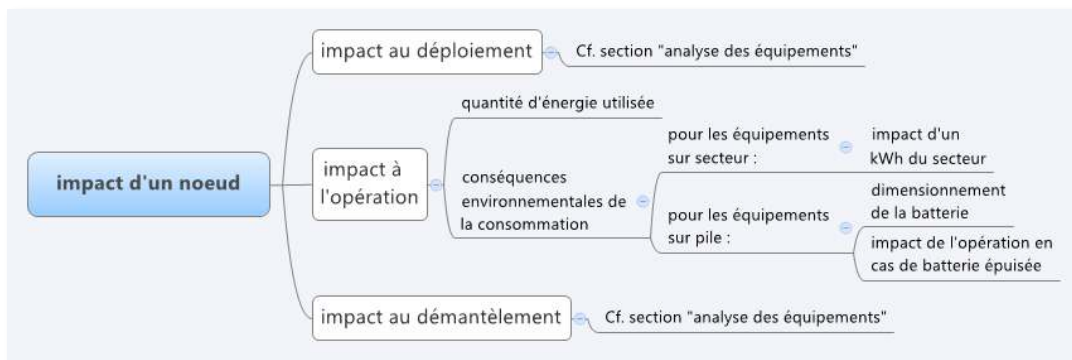 impact d'un noeud
impact au déploiement
Cf. section "analyse des équipements"
impact à
l'opération
quantité d'énergie utilisée
conséquences
environnementales de
la consommation
pour les équipements
sur secteur :
impact d'un
kWh du secteur
pour les équipements
sur pile :
dimensionnement
de la batterie
impact de l'opération en
cas de batterie épuisée
impact au démantèlement
Cf. section "analyse des équipements"